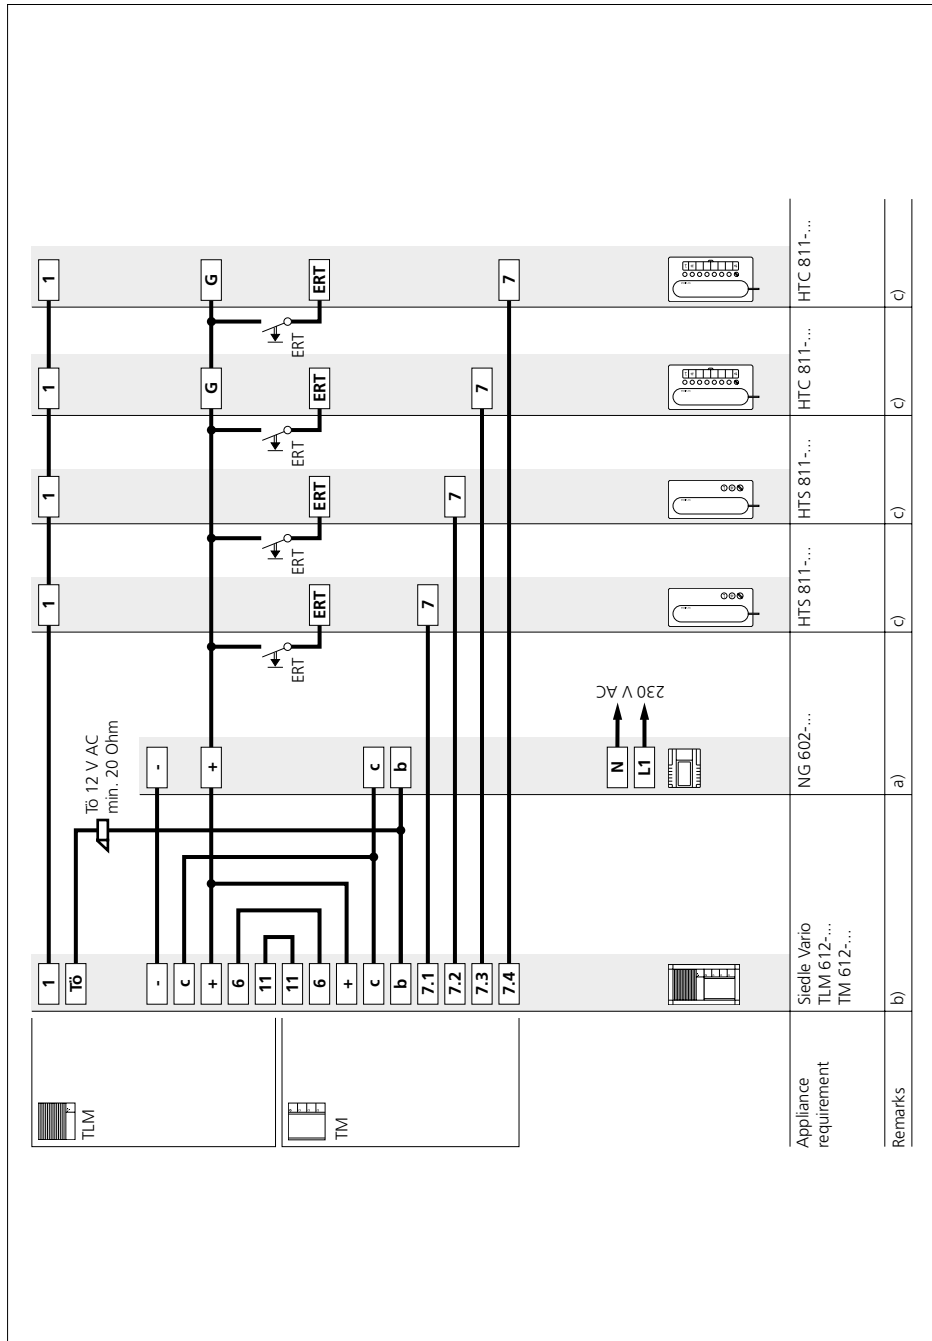 TLM
TM
Appliance
requirement
Remarks
1
Tö
-
c
+
6
11
11
6
+
c
b
7.1
7.2
7.3
7.4
Siedle Vario
TLM 612-...
TM 612-...
b)
Tö 12 V AC
min. 20 Ohm
-
+
c
b
N
L1
230 V AC
NG 602-...
a)
1
ERT
ERT
7
HTS 811-...
c)
1
ERT
ERT
7
HTS 811-...
c)
1
G
ERT
ERT
7
HTC 811-...
c)
1
G
ERT
ERT
7
HTC 811-...
c)